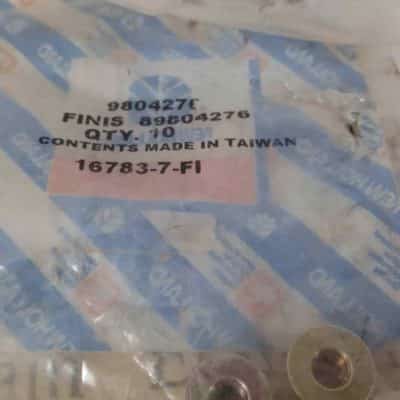 9804276
FINIS 89804276
QTY. 10
CONTENTS MADE IN TAIWAN
16783-7-FI